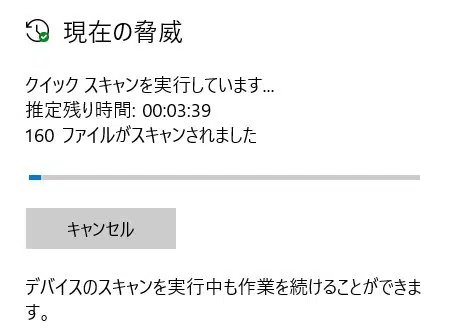 現在の脅威
クイック スキャンを実行しています...
推定残り時間: 00:03:39
160 ファイルがスキャンされました
キャンセル
デバイスのスキャンを実行中も作業を続けることができま
す。